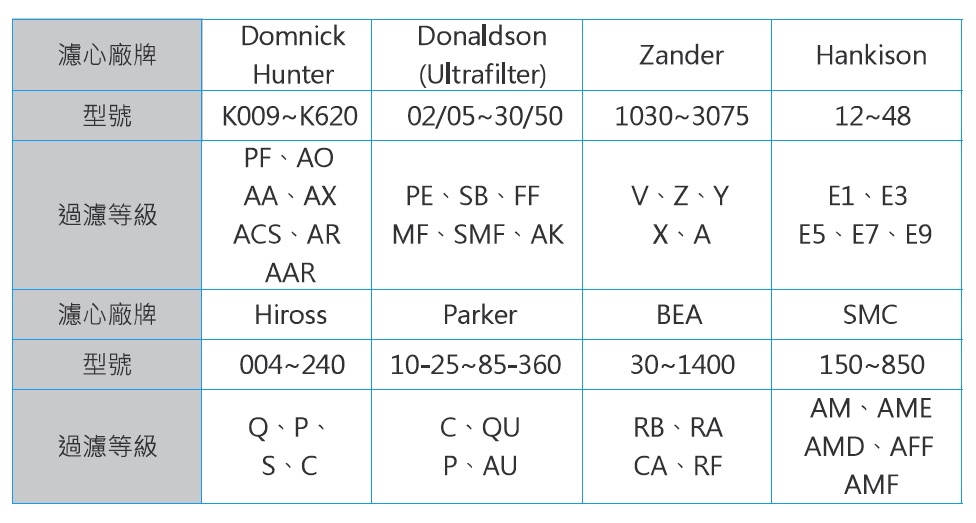 濾心廠牌
Domnick
Hunter
Donaldson
(Ultrafilter)
Zander
Hankison
型號
K009~K620
02/05~30/50
1030~3075
12~48
過濾等級
PF、AO
AA、AX
ACS、AR
AAR
PE、SB、FF
MF、SMF、AK
V、Z、Y
X、A
E1、E3
E5、E7、E9
濾心廠牌
Hiross
Parker
BEA
SMC
型號
004~240
10-25~85-360
30~1400
150~850
過濾等級
Q、P、
S、C
C、QU
P、AU
RB、RA
CA、RF
AM、AME
AMD、AFF
AMF